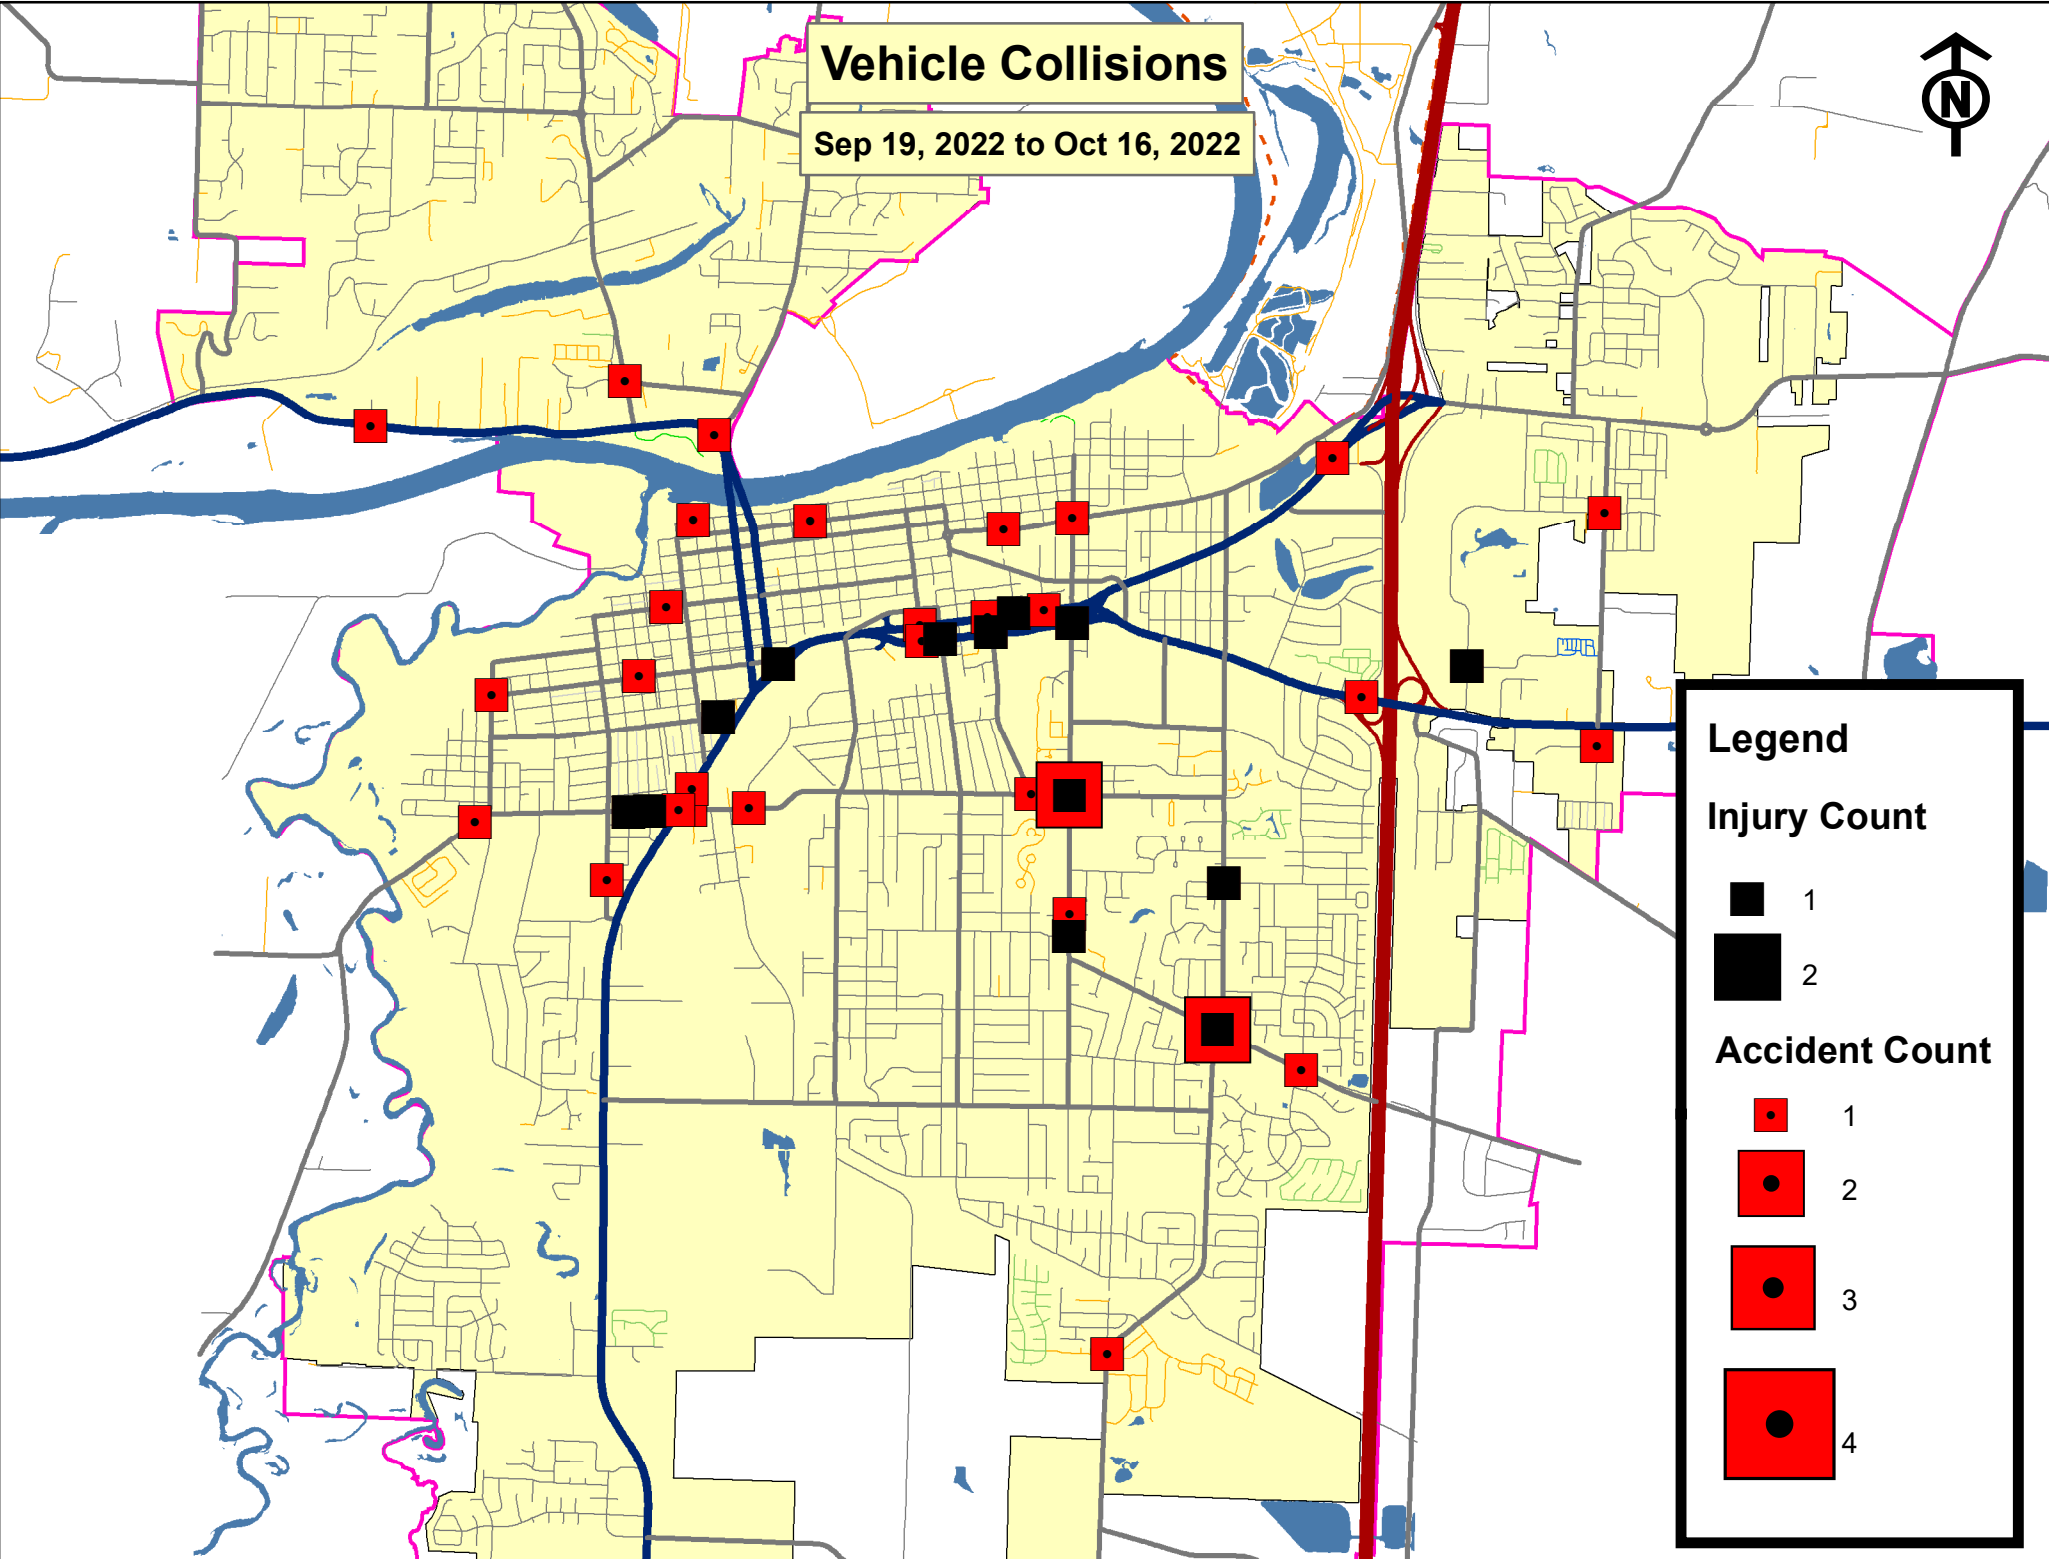 Vehicle Collisions
Sep 19, 2022 to Oct 16, 2022
N
Legend
Injury Count
1
2
Accident Count
1
2
3
4